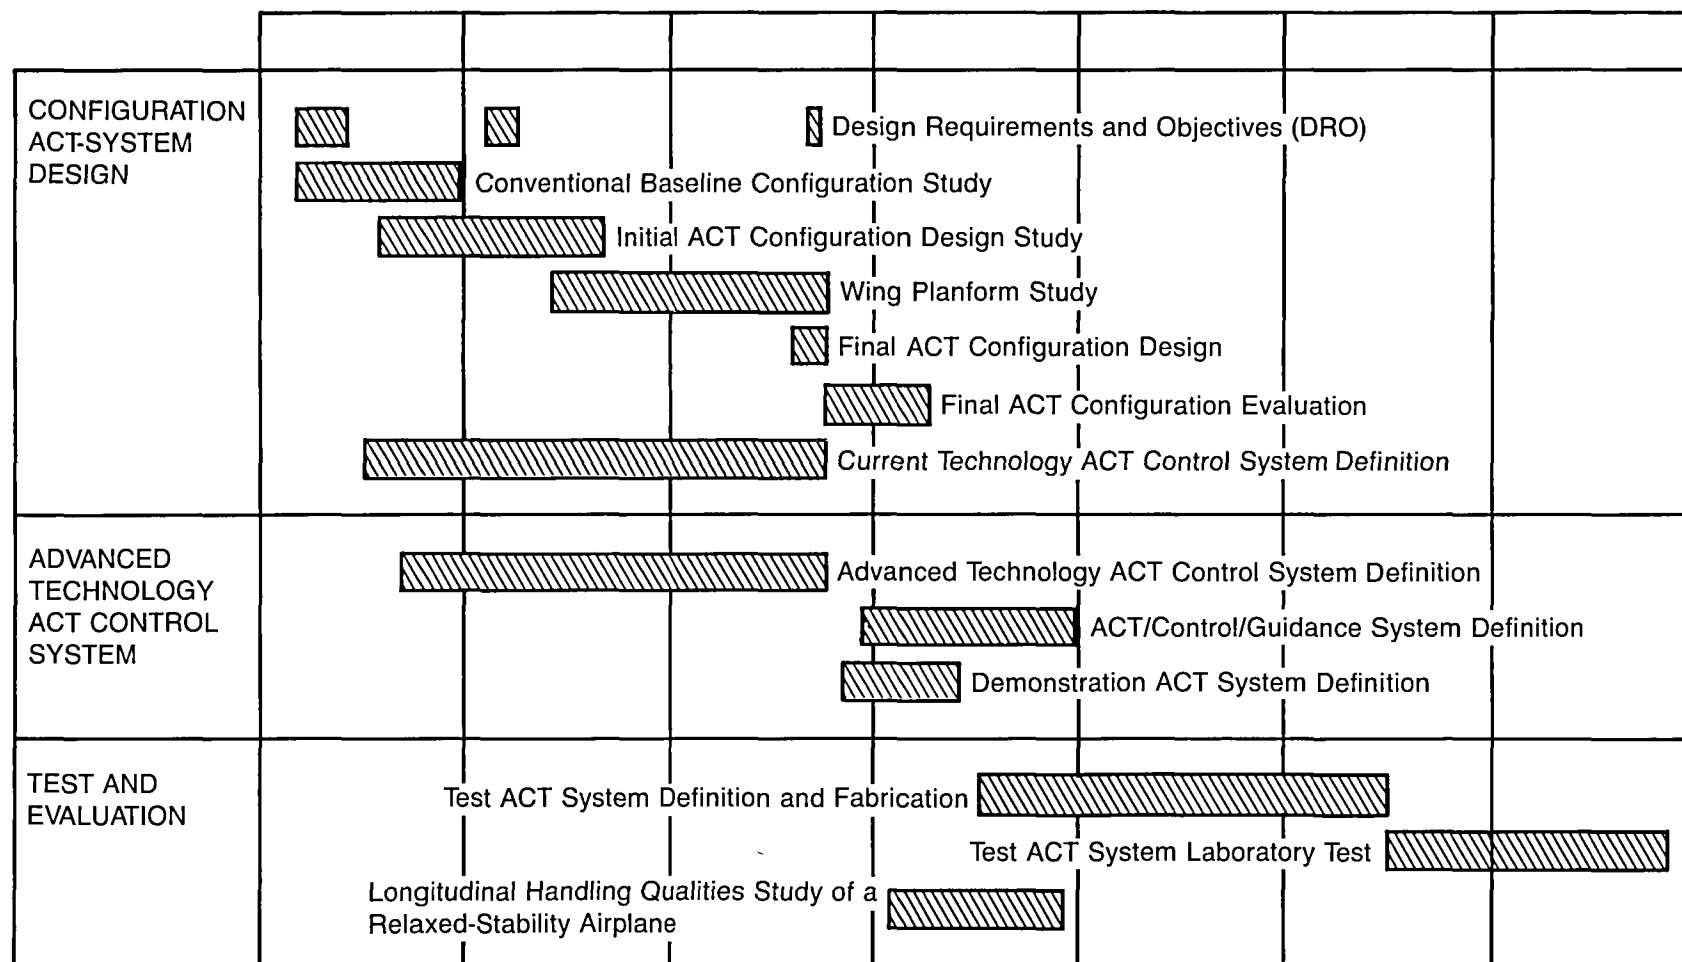 CONFIGURATION
ACT-SYSTEM
DESIGN
Design Requirements and Objectives (DRO)
Conventional Baseline Configuration Study
Initial ACT Configuration Design Study
Wing Planform Study
Final ACT Configuration Design
Final ACT Configuration Evaluation
Current Technology ACT Control System Definition
ADVANCED
TECHNOLOGY
ACT CONTROL
SYSTEM
Advanced Technology ACT Control System Definition
ACT/Control/Guidance System Definition
Demonstration ACT System Definition
TEST AND
EVALUATION
Test ACT System Definition and Fabrication
Test ACT System Laboratory Test
Longitudinal Handling Qualities Study of a
Relaxed-Stability Airplane